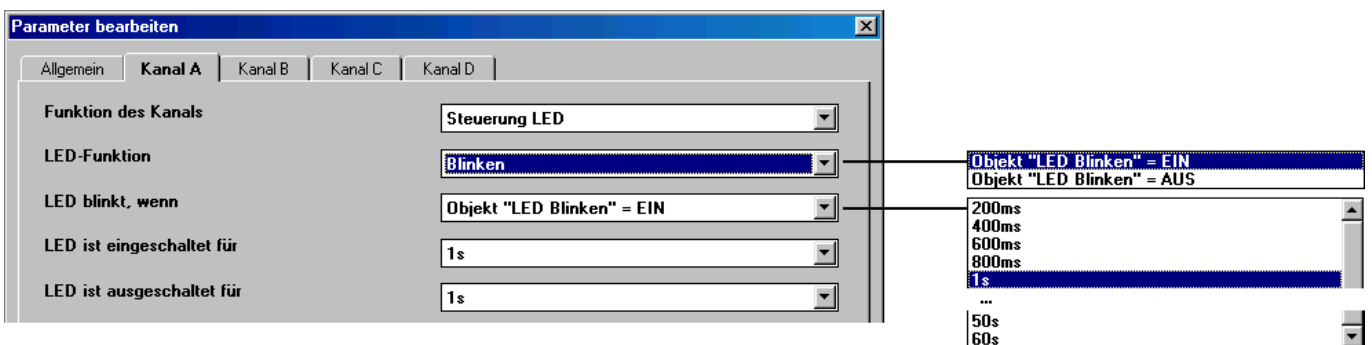 Parameter bearbeiten
Allgemein Kanal A Kanal B Kanal C Kanal D
Funktion des Kanals Steuerung LED
LED-Funktion Blinken
LED blinkt, wenn Objekt "LED Blinken" = EIN
LED ist eingeschaltet für 1s
LED ist ausgeschaltet für 1s
Objekt "LED Blinken" = EIN
Objekt "LED Blinken" = AUS
200ms
400ms
600ms
800ms
1s
...
50s
60s